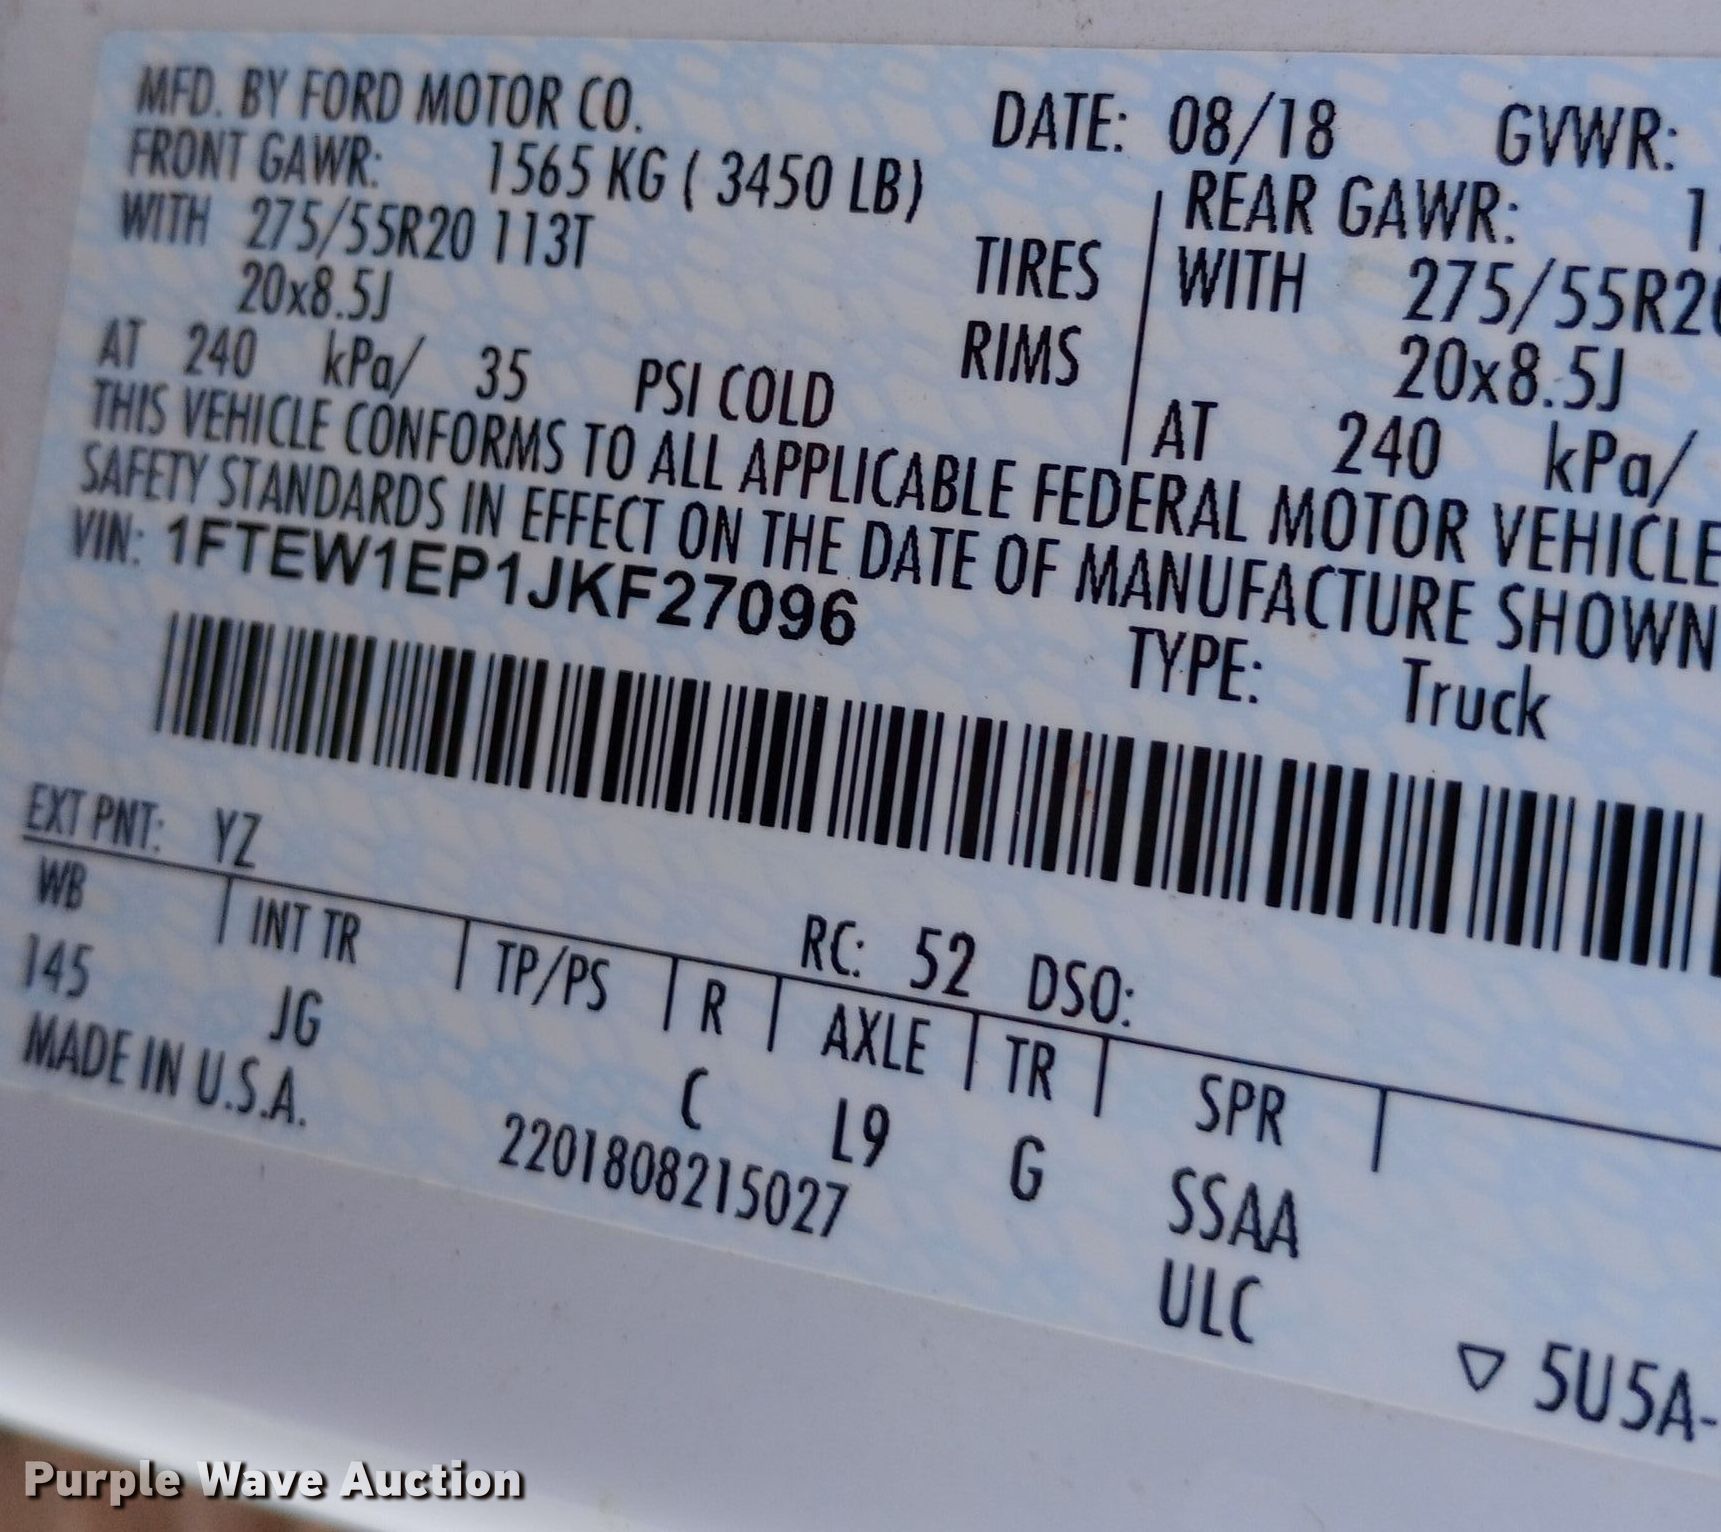 MFD. BY FORD MOTOR CO. DATE: 08/18 GVWR:
FRONT GAWR: 1565 KG ( 3450 LB) REAR GAWR: 1
WITH 275/55R20 113T TIRES WITH 275/55R20
20x8.5J RIMS 20x8.5J
AT 240 kPa/ 35 PSI COLD AT 240 kPa/
THIS VEHICLE CONFORMS TO ALL APPLICABLE FEDERAL MOTOR VEHICLE
SAFETY STANDARDS IN EFFECT ON THE DATE OF MANUFACTURE SHOWN
VIN: 1FTEW1EP1JKF27096
TYPE: Truck
EXT PNT: YZ RC: 52 DSO:
WB INT TR TP/PS R AXLE TR SPR
145 JG C L9 G SSAA
MADE IN U.S.A. 2201808215027 ULC
▽ 5U5A-
Purple Wave Auction